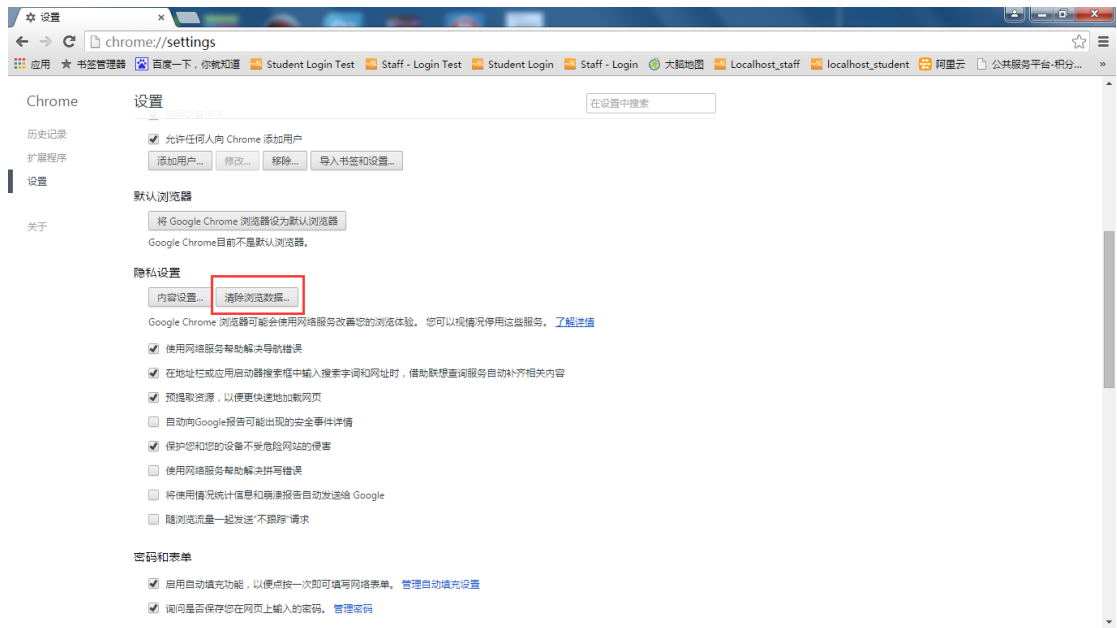 设置
chrome://settings
应用 书签管理器 百度一下，你就知道 Student Login Test Staff - Login Test Student Login Staff - Login 大脑地图 Localhost_staff localhost_student 阿里云 公共服务平台-积分... »
Chrome
历史记录
扩展程序
设置
关于
设置
在设置中搜索
允许任何人向 Chrome 添加用户
添加用户... 修改... 移除... 导入书签和设置...
默认浏览器
将 Google Chrome 浏览器设为默认浏览器
Google Chrome目前不是默认浏览器。
隐私设置
内容设置... 清除浏览数据...
Google Chrome 浏览器可能会使用网络服务改善您的浏览体验。 您可以视情况停用这些服务。 了解详情
使用网络服务帮助解决导航错误
在地址栏或应用启动器搜索框中输入搜索字词和网址时，借助联想查询服务自动补齐相关内容
预提取资源，以便更快速地加载网页
自动向Google报告可能出现的安全事件详情
保护您和您的设备不受危险网站的侵害
使用网络服务帮助解决拼写错误
将使用情况统计信息和崩溃报告自动发送给 Google
随浏览流量一起发送“不跟踪”请求
密码和表单
启用自动填充功能，以便点按一次即可填写网络表单。 管理自动填充设置
询问是否保存您在网页上输入的密码。 管理密码